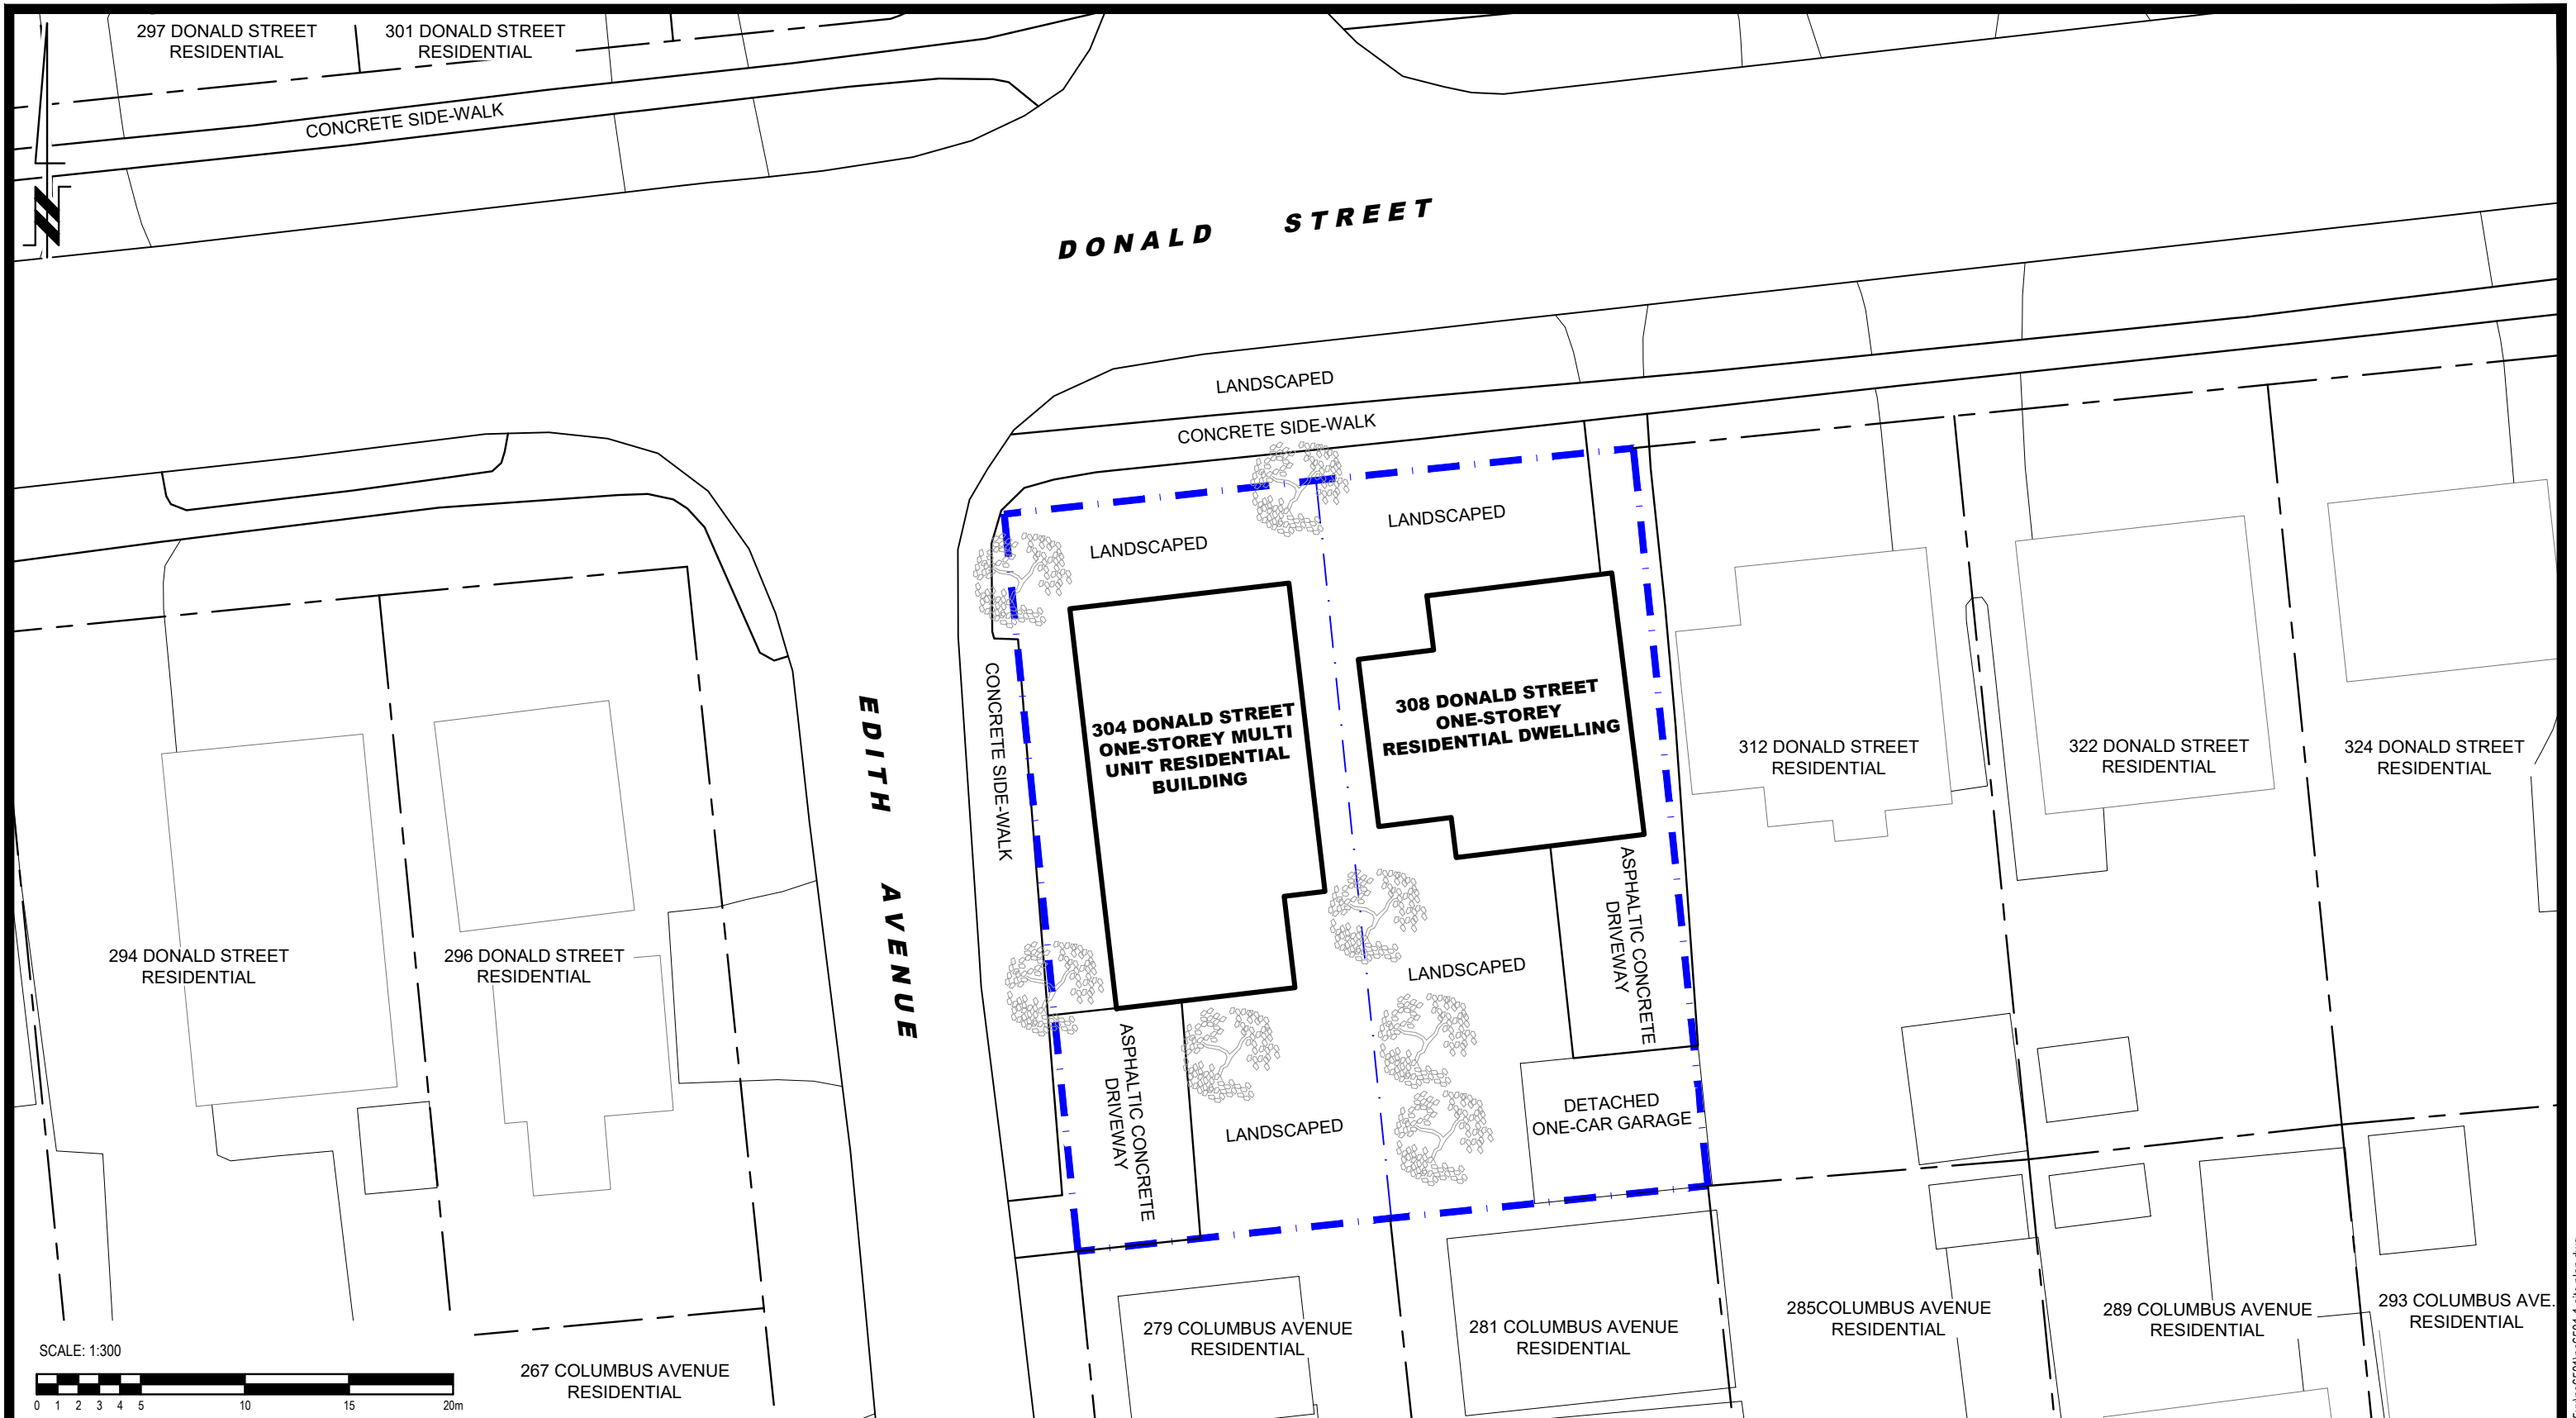 297 DONALD STREET
RESIDENTIAL
301 DONALD STREET
RESIDENTIAL
CONCRETE SIDE-WALK
N
DONALD STREET
LANDSCAPED
CONCRETE SIDE-WALK
LANDSCAPED
LANDSCAPED
EDITH AVENUE
CONCRETE SIDE-WALK
304 DONALD STREET
ONE-STOREY MULTI
UNIT RESIDENTIAL
BUILDING
308 DONALD STREET
ONE-STOREY
RESIDENTIAL DWELLING
312 DONALD STREET
RESIDENTIAL
322 DONALD STREET
RESIDENTIAL
324 DONALD STREET
RESIDENTIAL
294 DONALD STREET
RESIDENTIAL
296 DONALD STREET
RESIDENTIAL
LANDSCAPED
ASPHALTIC CONCRETE
DRIVEWAY
ASPHALTIC CONCRETE
DRIVEWAY
LANDSCAPED
DETACHED
ONE-CAR GARAGE
279 COLUMBUS AVENUE
RESIDENTIAL
281 COLUMBUS AVENUE
RESIDENTIAL
285COLUMBUS AVENUE
RESIDENTIAL
289 COLUMBUS AVENUE
RESIDENTIAL
293 COLUMBUS AVE.
RESIDENTIAL
267 COLUMBUS AVENUE
RESIDENTIAL
SCALE: 1:300
0 1 2 3 4 5 10 15 20m